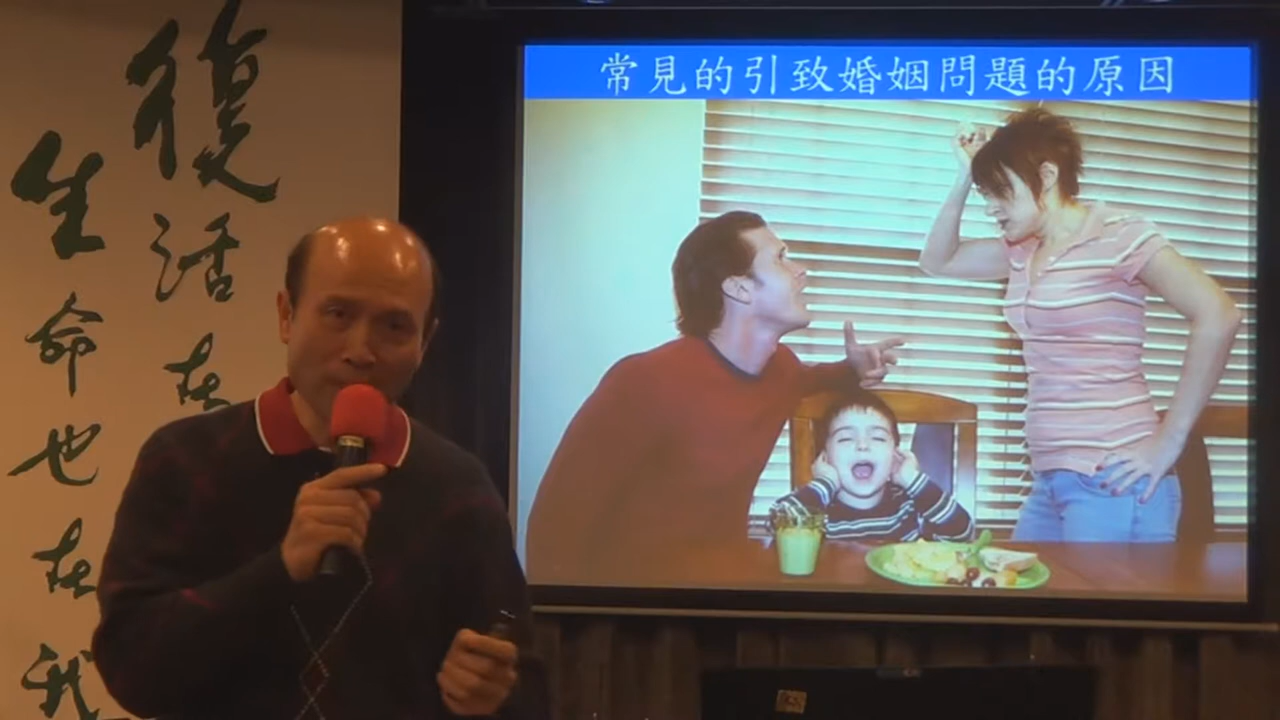 常見的引致婚姻問題的原因
復活在
生命也在我